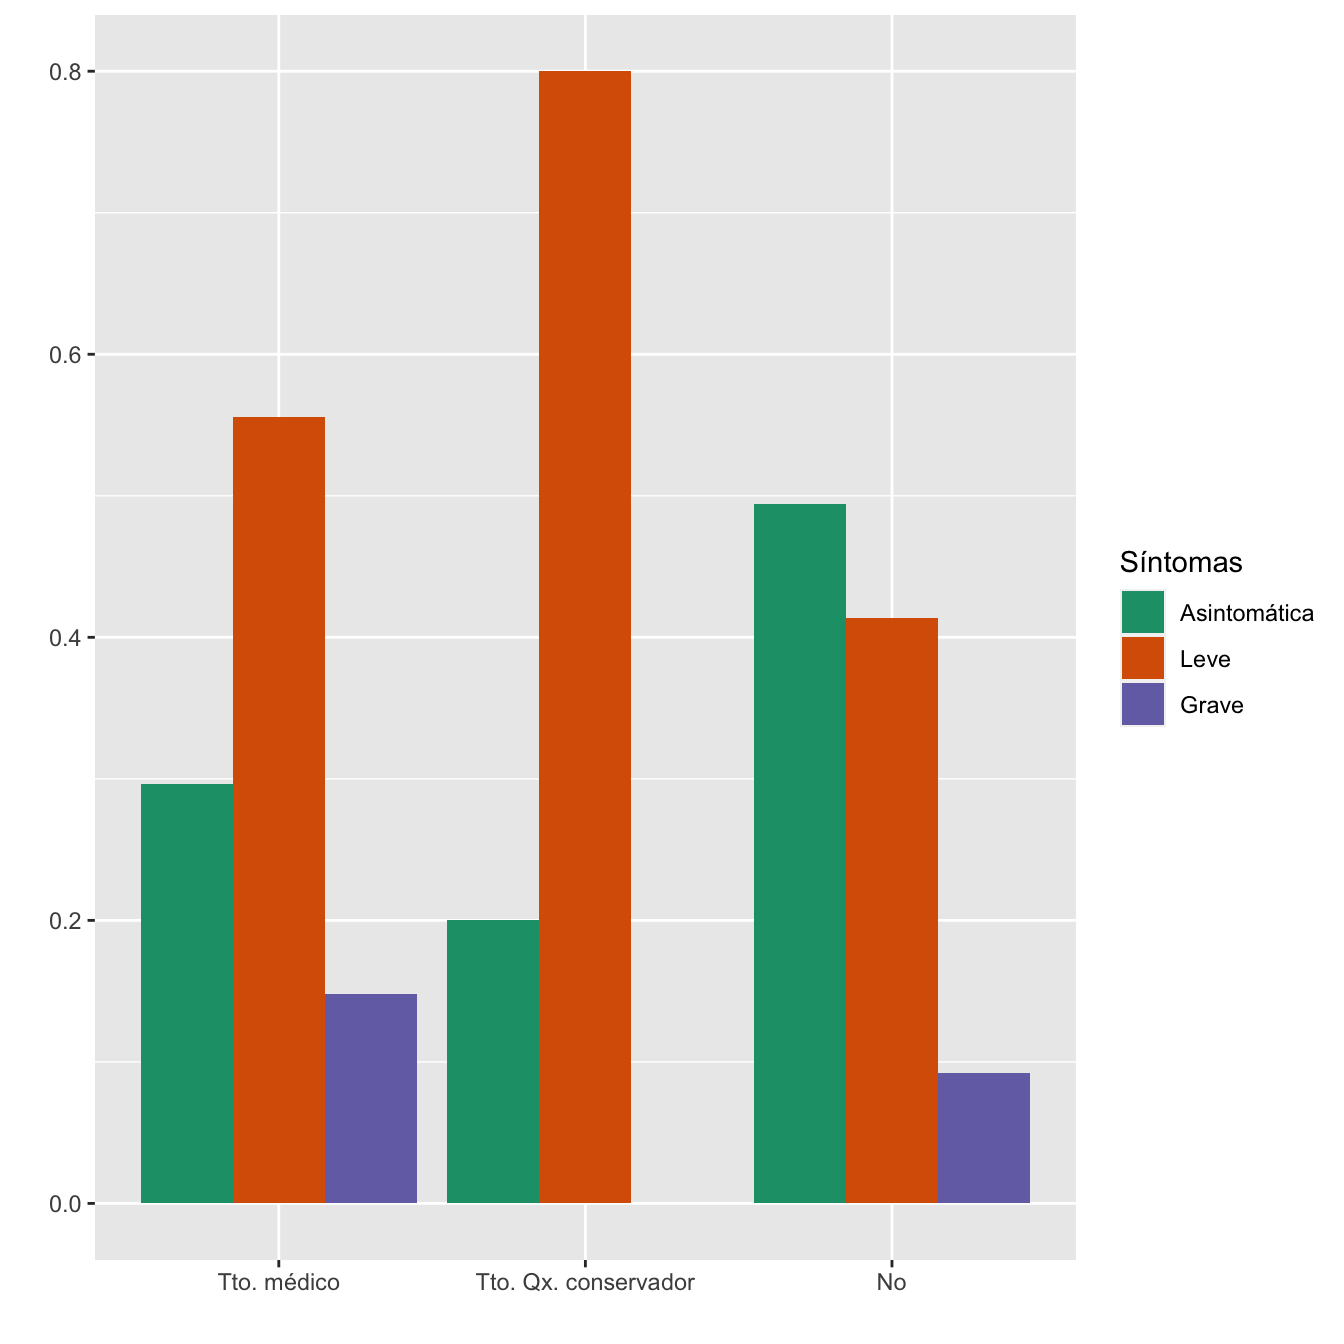 0.8
0.6
0.4
0.2
0.0
Tto. médico
Tto. Qx. conservador
No
Síntomas
Asintomática
Leve
Grave